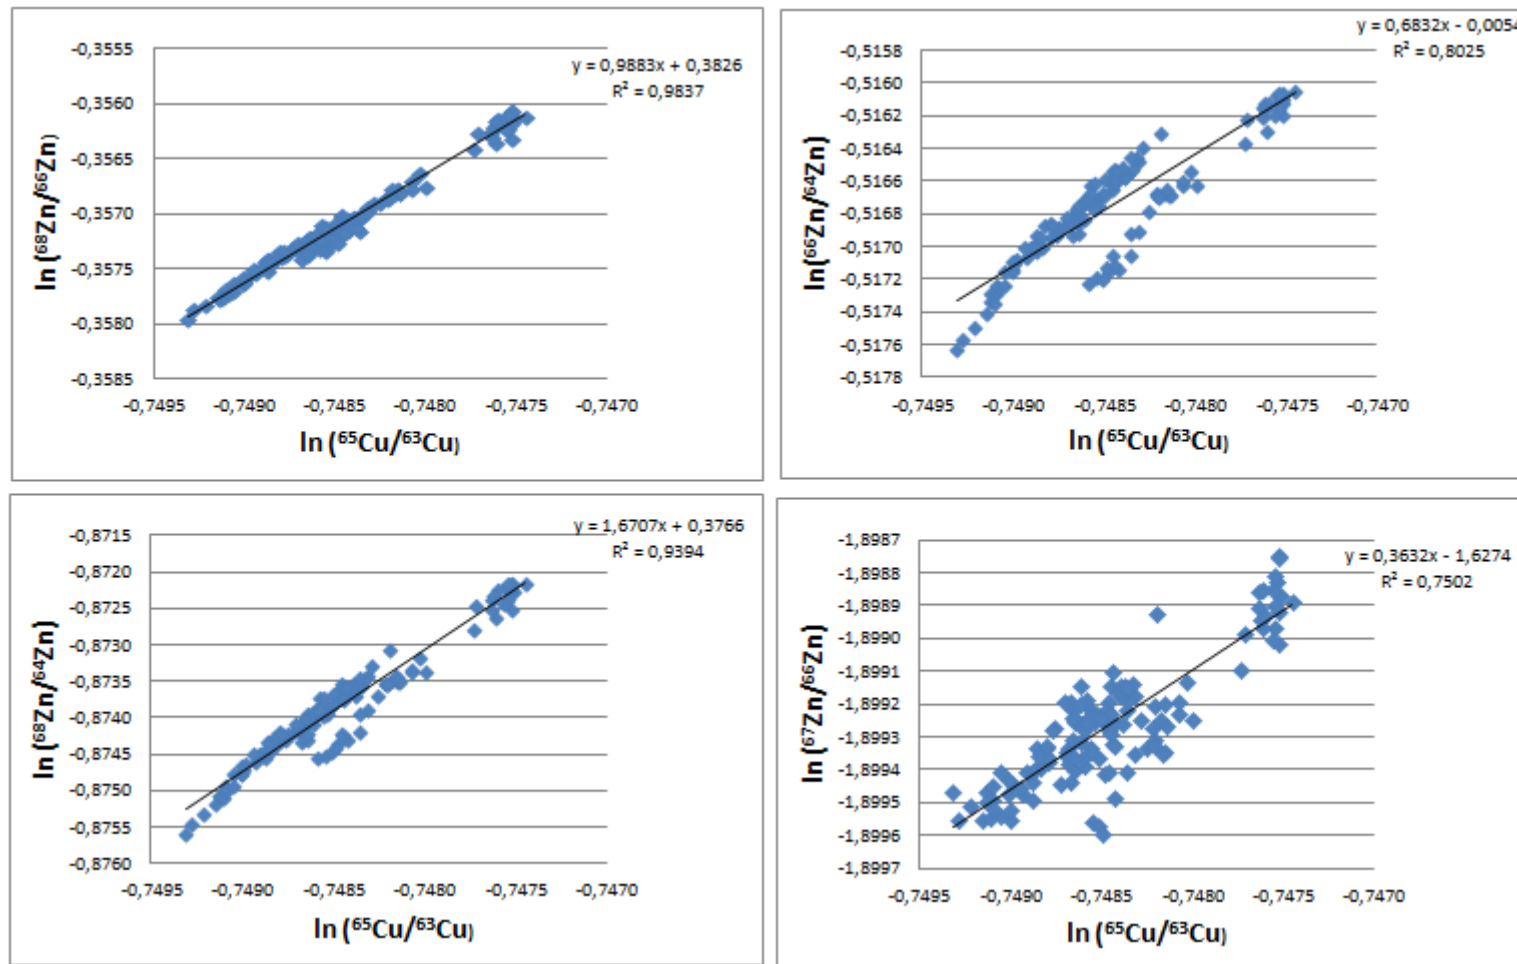 y = 0,9883x + 0,3826
R² = 0,9837
-0,3555
-0,3560
-0,3565
-0,3570
-0,3575
-0,3580
-0,3585
ln (⁶⁸Zn/⁶⁶Zn)
-0,7495 -0,7490 -0,7485 -0,7480 -0,7475 -0,7470
ln (⁶⁵Cu/⁶³Cu)
y = 0,6832x - 0,0054
R² = 0,8025
-0,5158
-0,5160
-0,5162
-0,5164
-0,5166
-0,5168
-0,5170
-0,5172
-0,5174
-0,5176
-0,5178
ln(⁶⁶Zn/⁶⁴Zn)
-0,7495 -0,7490 -0,7485 -0,7480 -0,7475 -0,7470
ln (⁶⁵Cu/⁶³Cu)
y = 1,6707x + 0,3766
R² = 0,9394
-0,8715
-0,8720
-0,8725
-0,8730
-0,8735
-0,8740
-0,8745
-0,8750
-0,8755
-0,8760
ln (⁶⁸Zn/⁶⁴Zn)
-0,7495 -0,7490 -0,7485 -0,7480 -0,7475 -0,7470
ln (⁶⁵Cu/⁶³Cu)
y = 0,3632x - 1,6274
R² = 0,7502
-1,8987
-1,8988
-1,8989
-1,8990
-1,8991
-1,8992
-1,8993
-1,8994
-1,8995
-1,8996
-1,8997
ln (⁶⁷Zn/⁶⁶Zn)
-0,7495 -0,7490 -0,7485 -0,7480 -0,7475 -0,7470
ln (⁶⁵Cu/⁶³Cu)